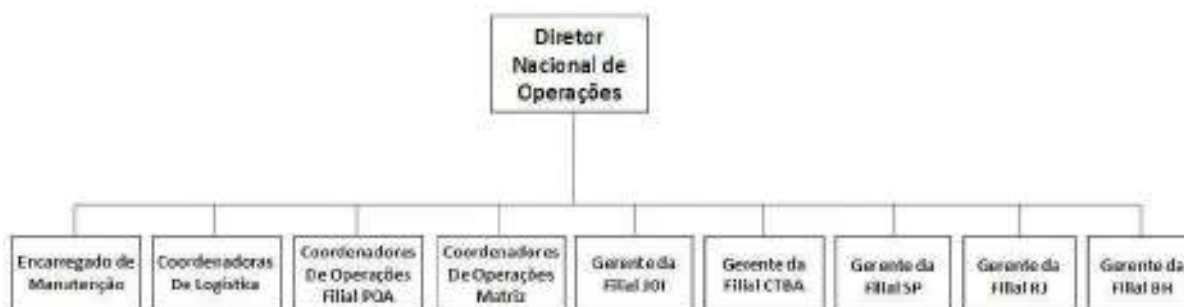 Diretor
Nacional de
Operações
Encarregado de
Manutenção
Coordenadoras
De Logística
Coordenadores
De Operações
Filial POA
Coordenadores
De Operações
Matriz
Gerente da
Filial JOI
Gerente da
Filial CTBA
Gerente da
Filial SP
Gerente da
Filial RJ
Gerente da
Filial BH